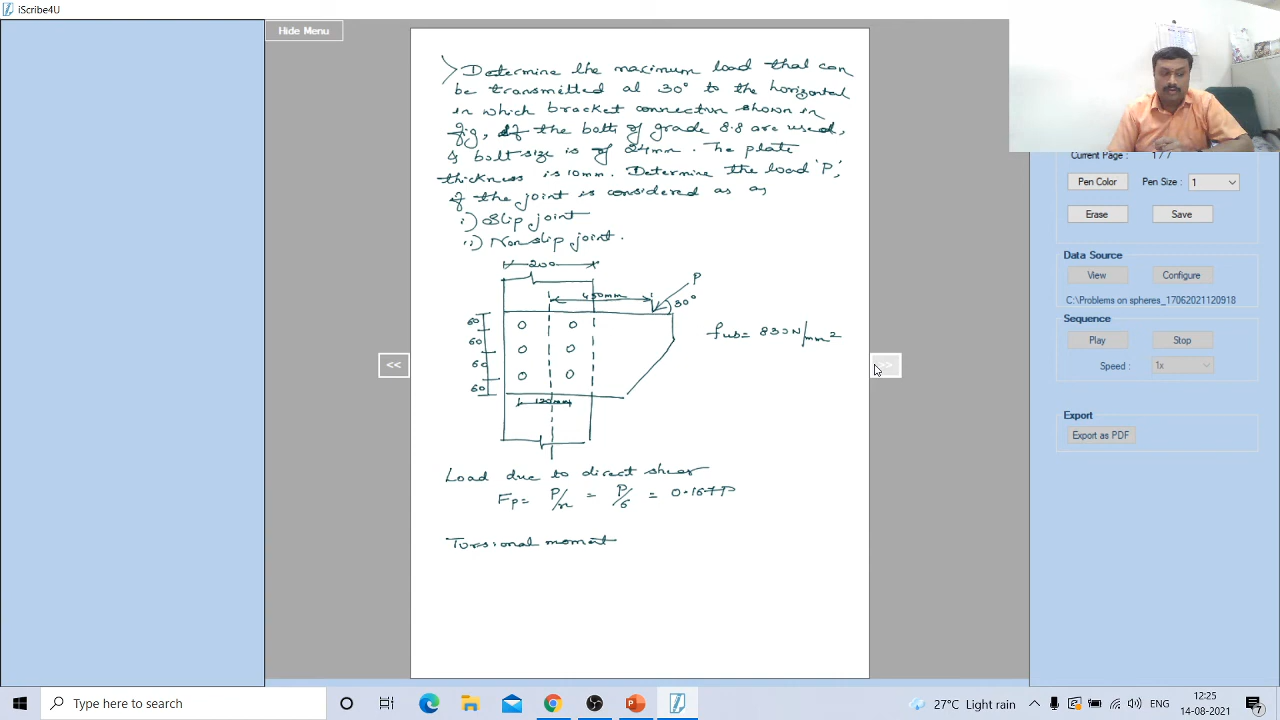 iScribe4U
Hide Menu
Determine the maximum load that can
be transmitted at 30° to the horizontal
in which bracket connection shown in
fig, if the bolts of grade 8.8 are used,
& bolt size is of 24mm. The plate
thickness is 10mm. Determine the load 'P',
if the joint is considered as as
i) Slip joint
ii) Non slip joint.
200
P
450mm
30°
60
60
60
60
fub = 830 N/mm2
120mm
Load due to direct shear
Fp = P/n = P/6 = 0.167P
Torsional moment
<<
>>
Current Page : 1 / 7
Pen Color
Pen Size : 1
Erase
Save
Data Source
View
Configure
C:\Problems on spheres_17062021120918
Sequence
Play
Stop
Speed : 1x
Export
Export as PDF
Type here to search
27°C Light rain
12:25
14-08-2021
7